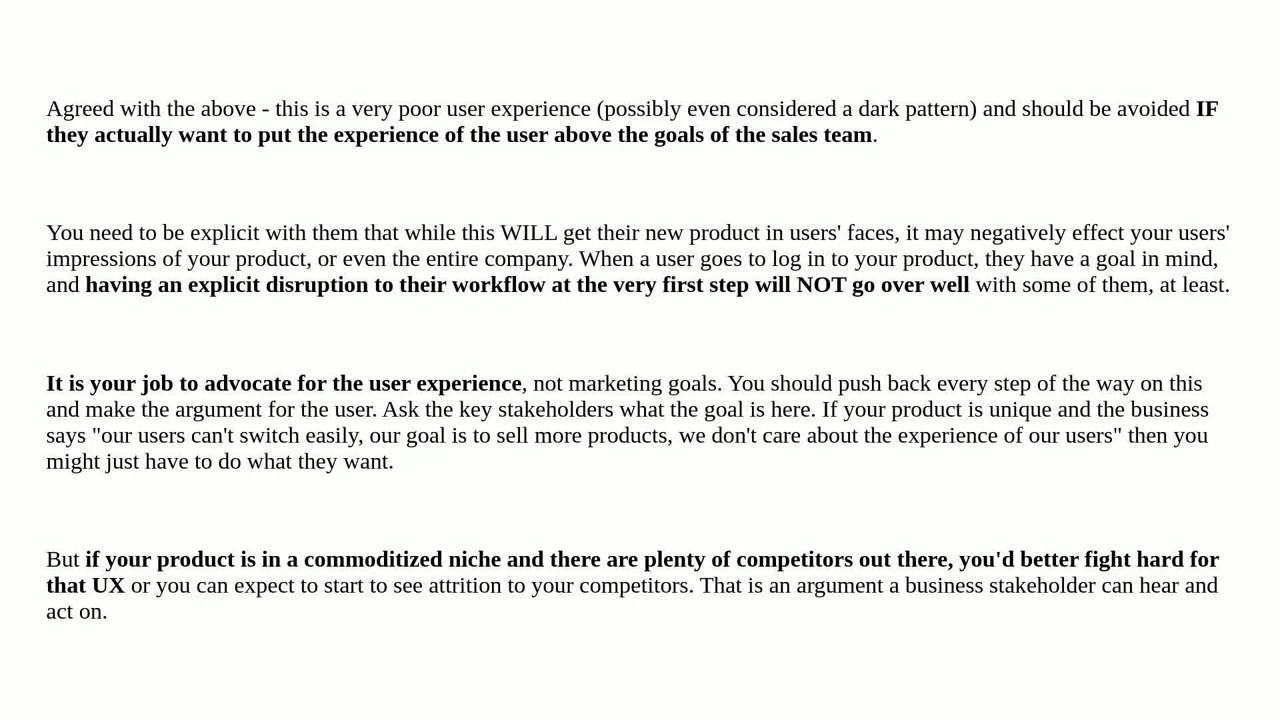 Agreed with the above - this is a very poor user experience (possibly even considered a dark pattern) and should be avoided IF
they actually want to put the experience of the user above the goals of the sales team.
You need to be explicit with them that while this WILL get their new product in users' faces, it may negatively effect your users'
impressions of your product, or even the entire company. When a user goes to log in to your product, they have a goal in mind,
and having an explicit disruption to their workflow at the very first step will NOT go over well with some of them, at least.
It is your job to advocate for the user experience, not marketing goals. You should push back every step of the way on this
and make the argument for the user. Ask the key stakeholders what the goal is here. If your product is unique and the business
says "our users can't switch easily, our goal is to sell more products, we don't care about the experience of our users" then you
might just have to do what they want.
But if your product is in a commoditized niche and there are plenty of competitors out there, you'd better fight hard for
that UX or you can expect to start to see attrition to your competitors. That is an argument a business stakeholder can hear and
act on.